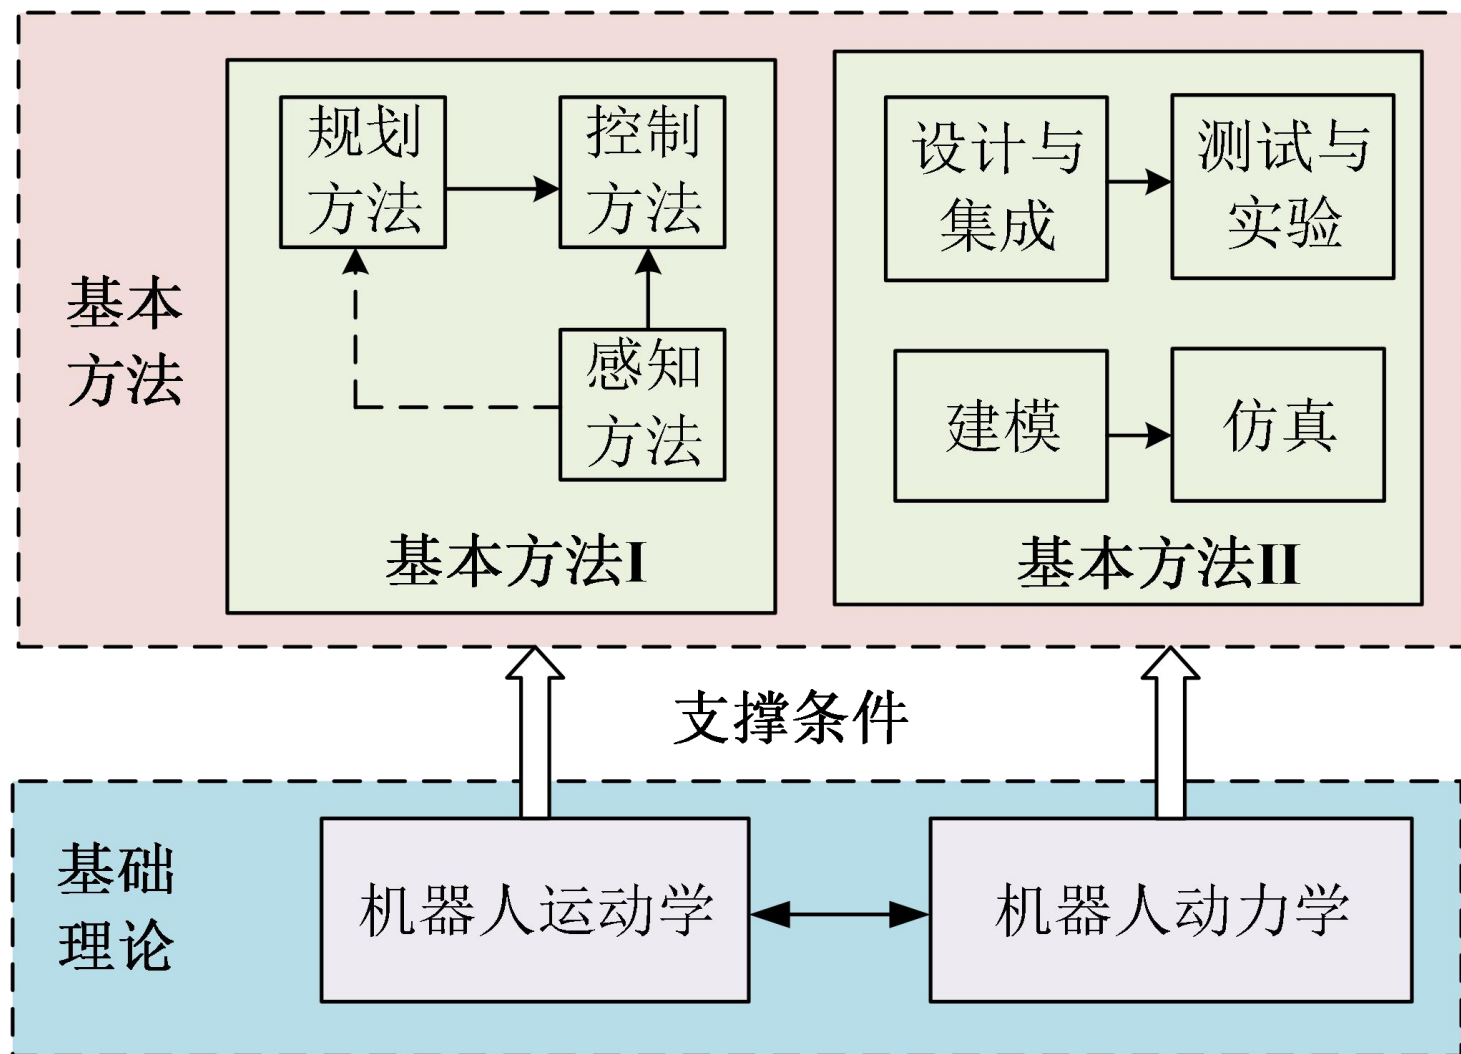 基本
方法
规划
方法
控制
方法
感知
方法
基本方法I
设计与
集成
测试与
实验
建模
仿真
基本方法II
支撑条件
基础
理论
机器人运动学
机器人动力学